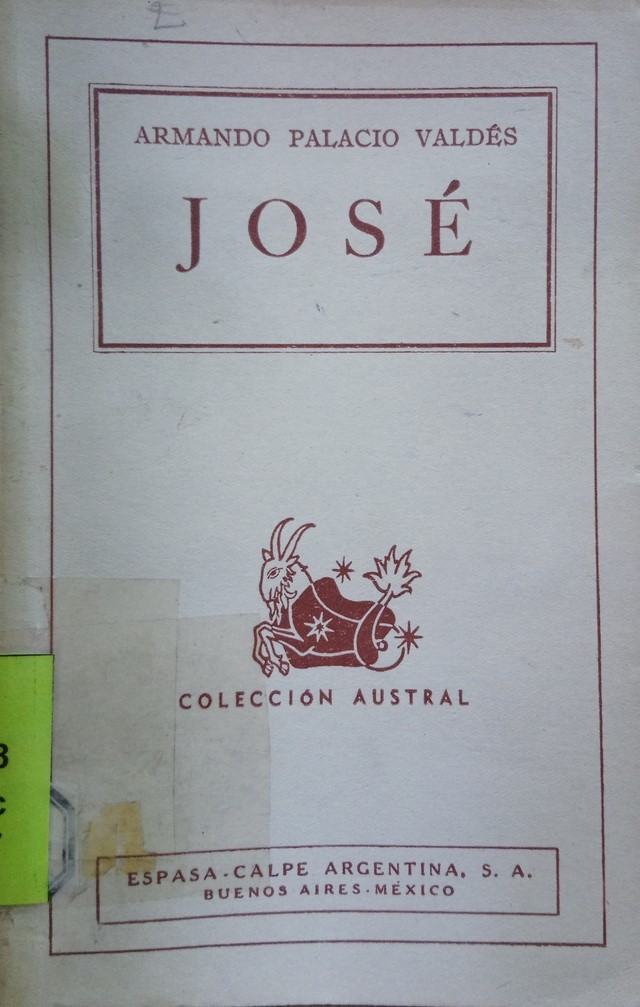 ARMANDO PALACIO VALDÉS
JOSÉ
COLECCIÓN AUSTRAL
ESPASA-CALPE ARGENTINA, S. A.
BUENOS AIRES-MÉXICO